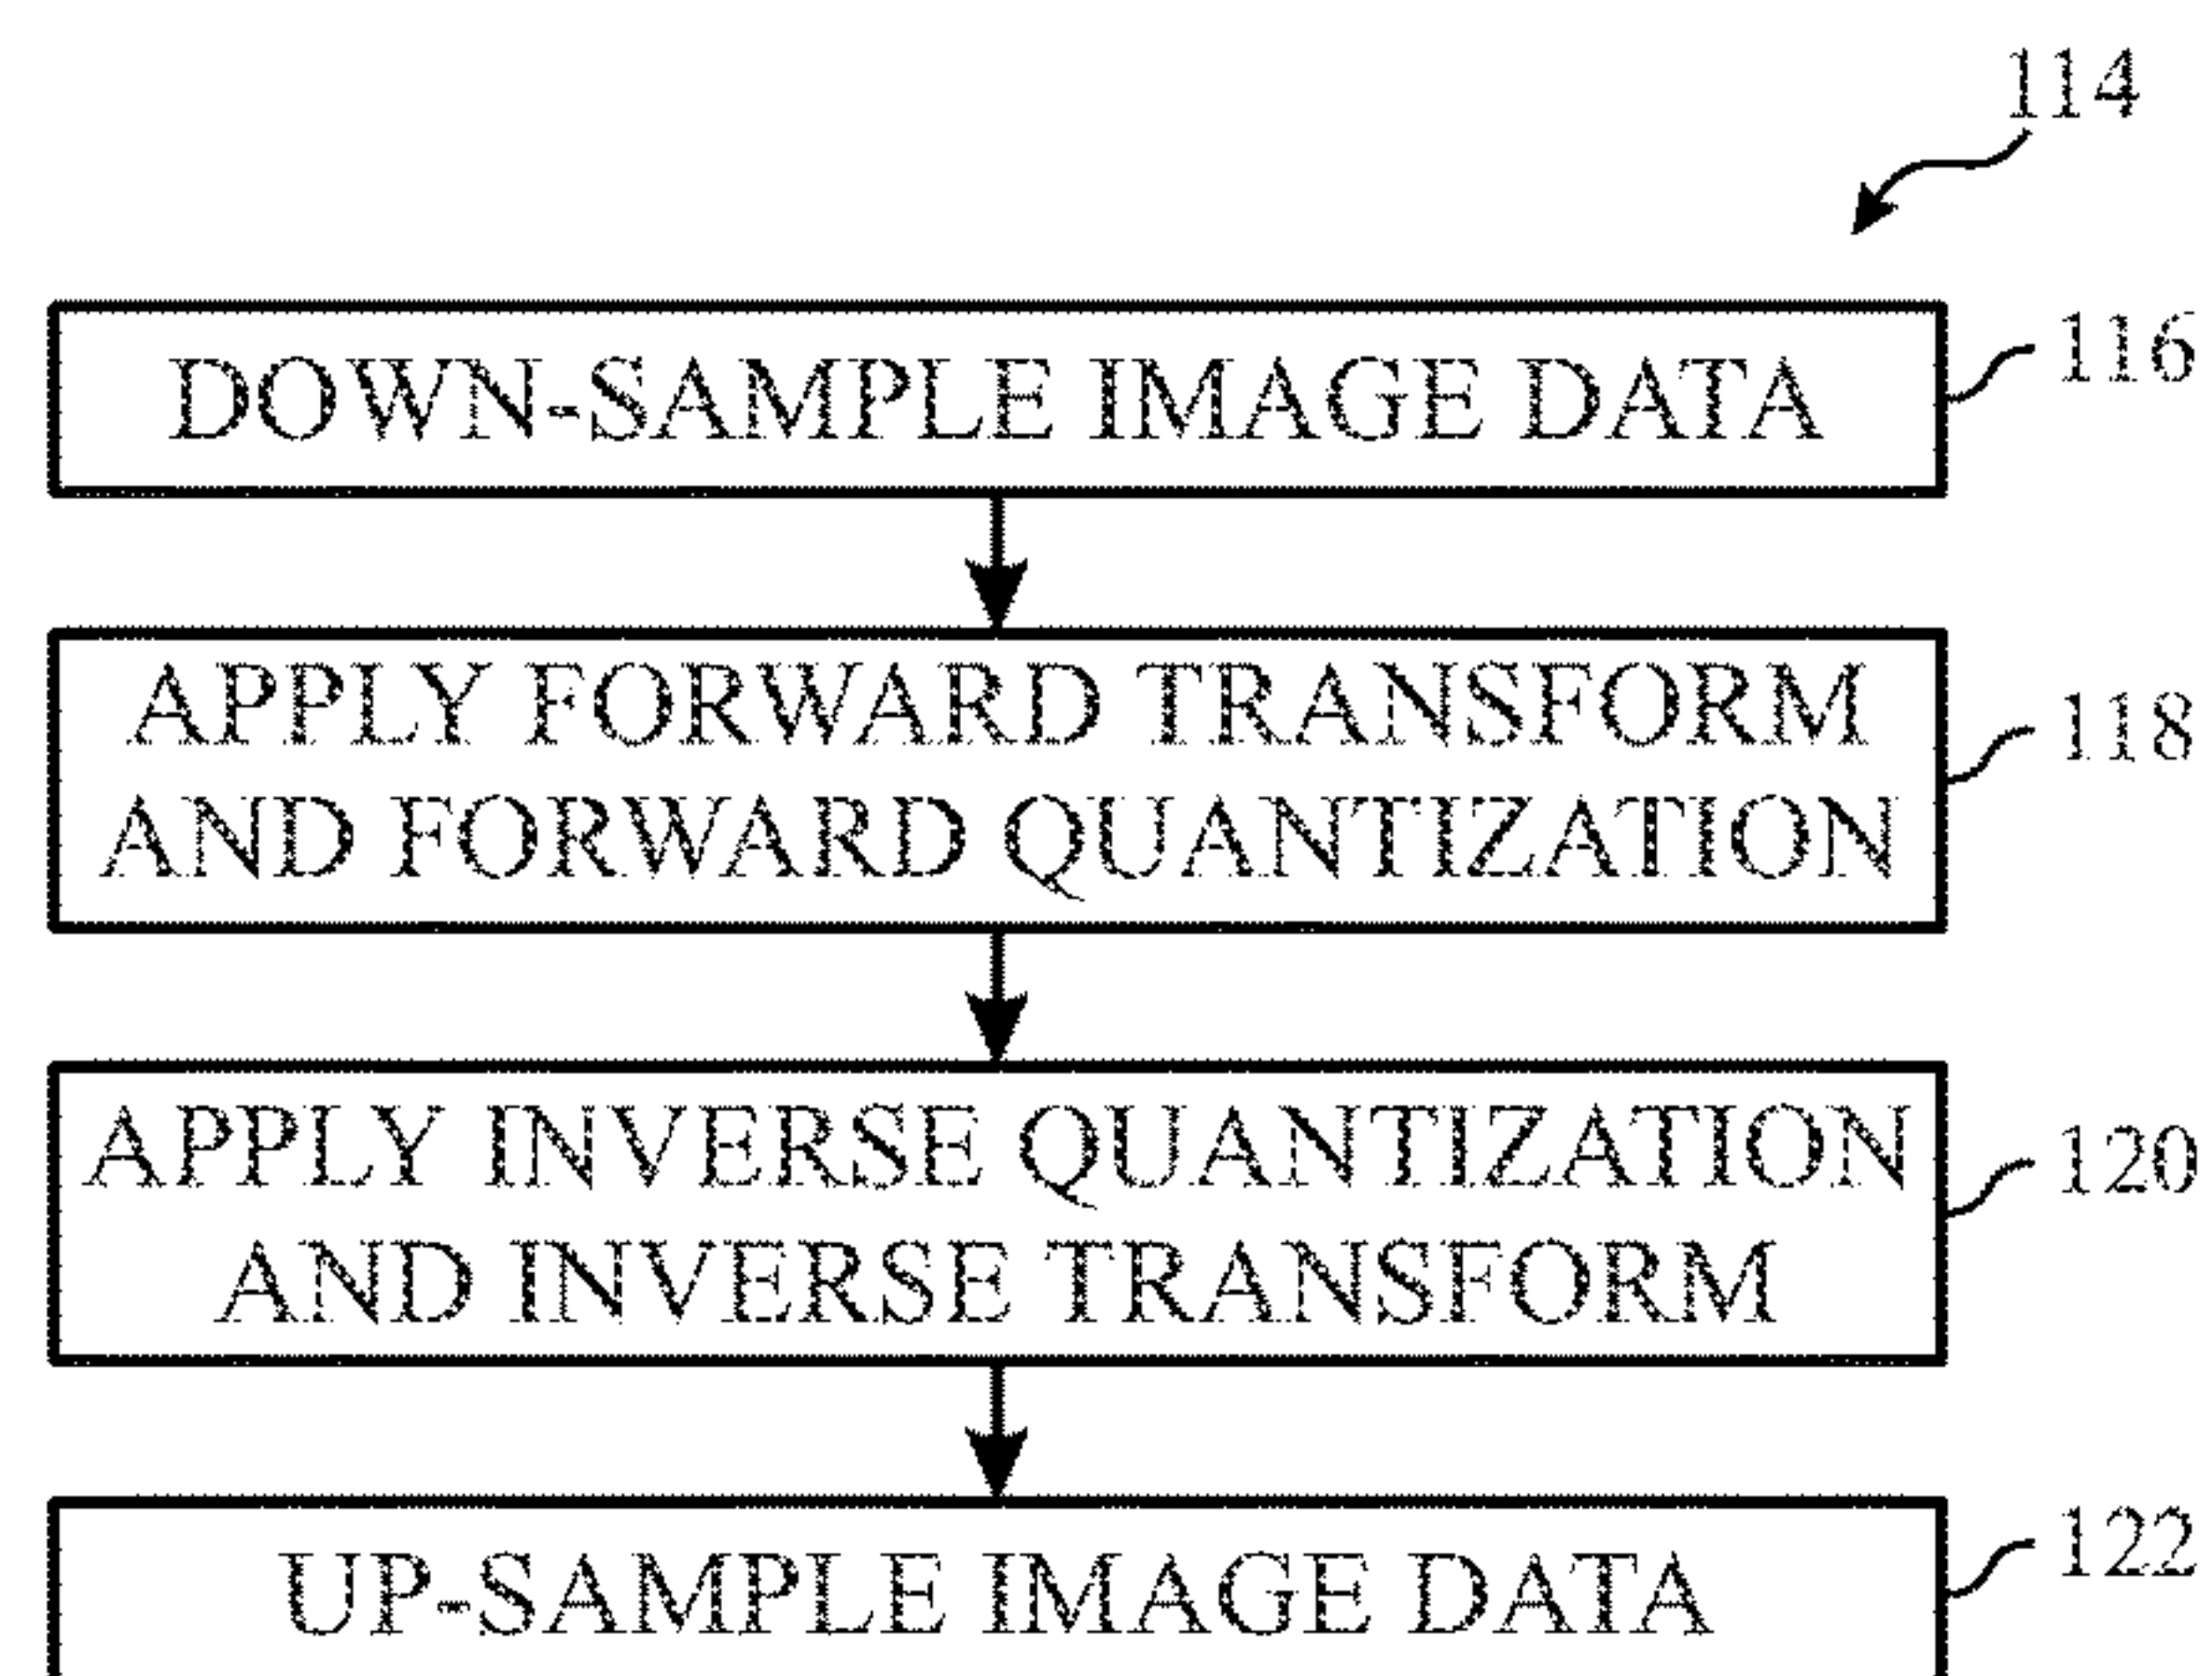 114
DOWN-SAMPLE IMAGE DATA
116
APPLY FORWARD TRANSFORM
AND FORWARD QUANTIZATION
118
APPLY INVERSE QUANTIZATION
AND INVERSE TRANSFORM
120
UP-SAMPLE IMAGE DATA
122